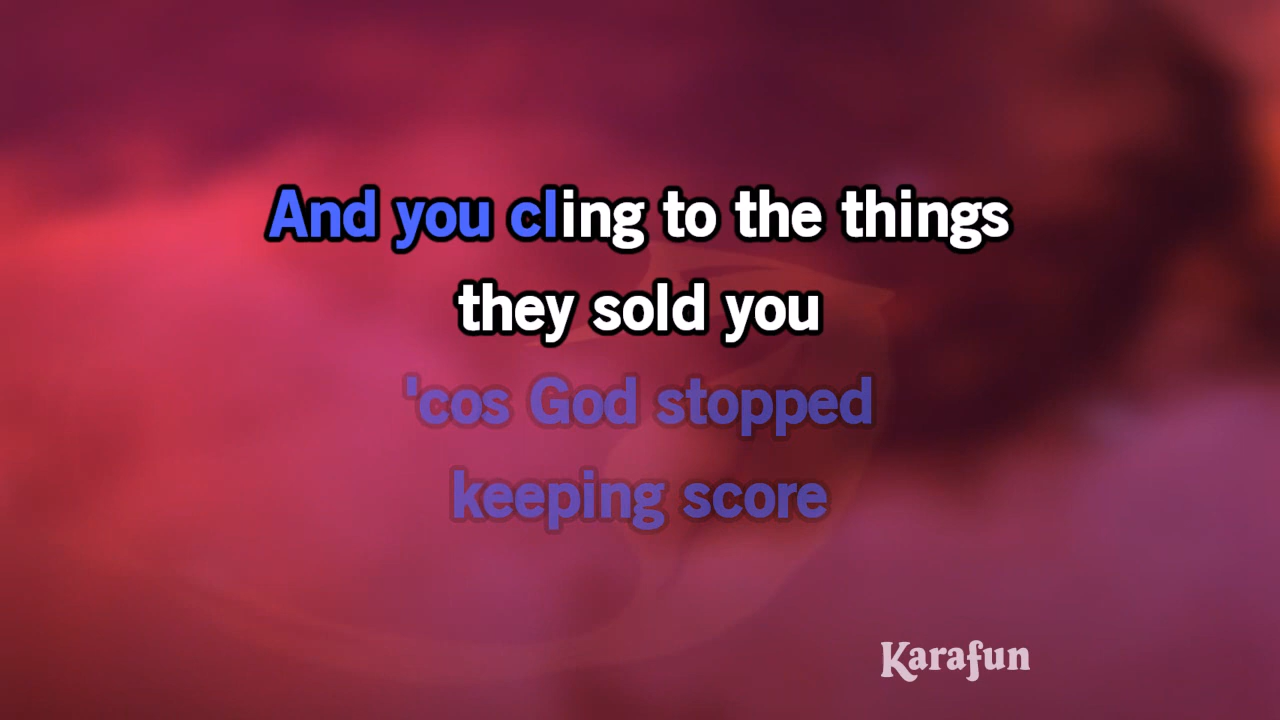 And you cling to the things
they sold you
'cos God stopped
keeping score
Karafun